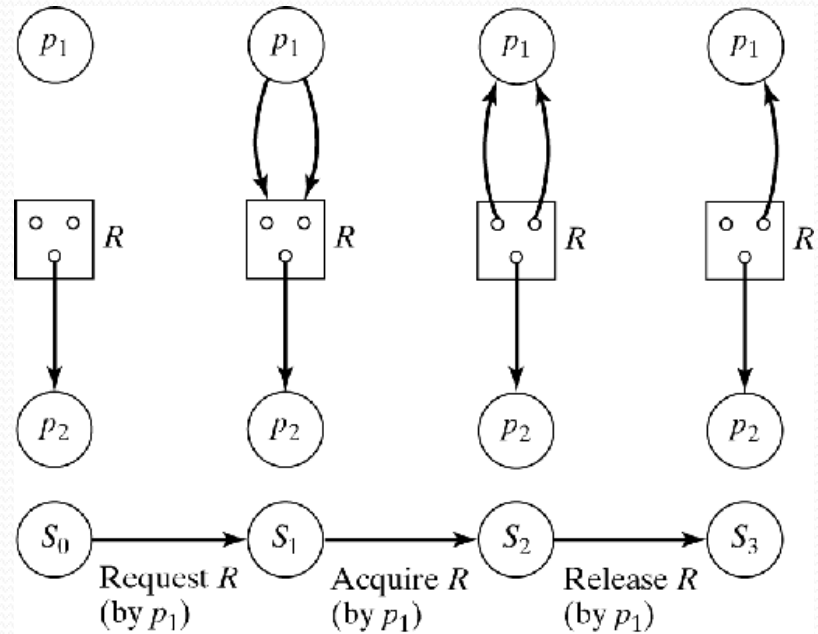 p₁ p₁ p₁ p₁
R R R R
p₂ p₂ p₂ p₂
S₀ S₁ S₂ S₃
Request R Acquire R Release R
(by p₁) (by p₁) (by p₁)